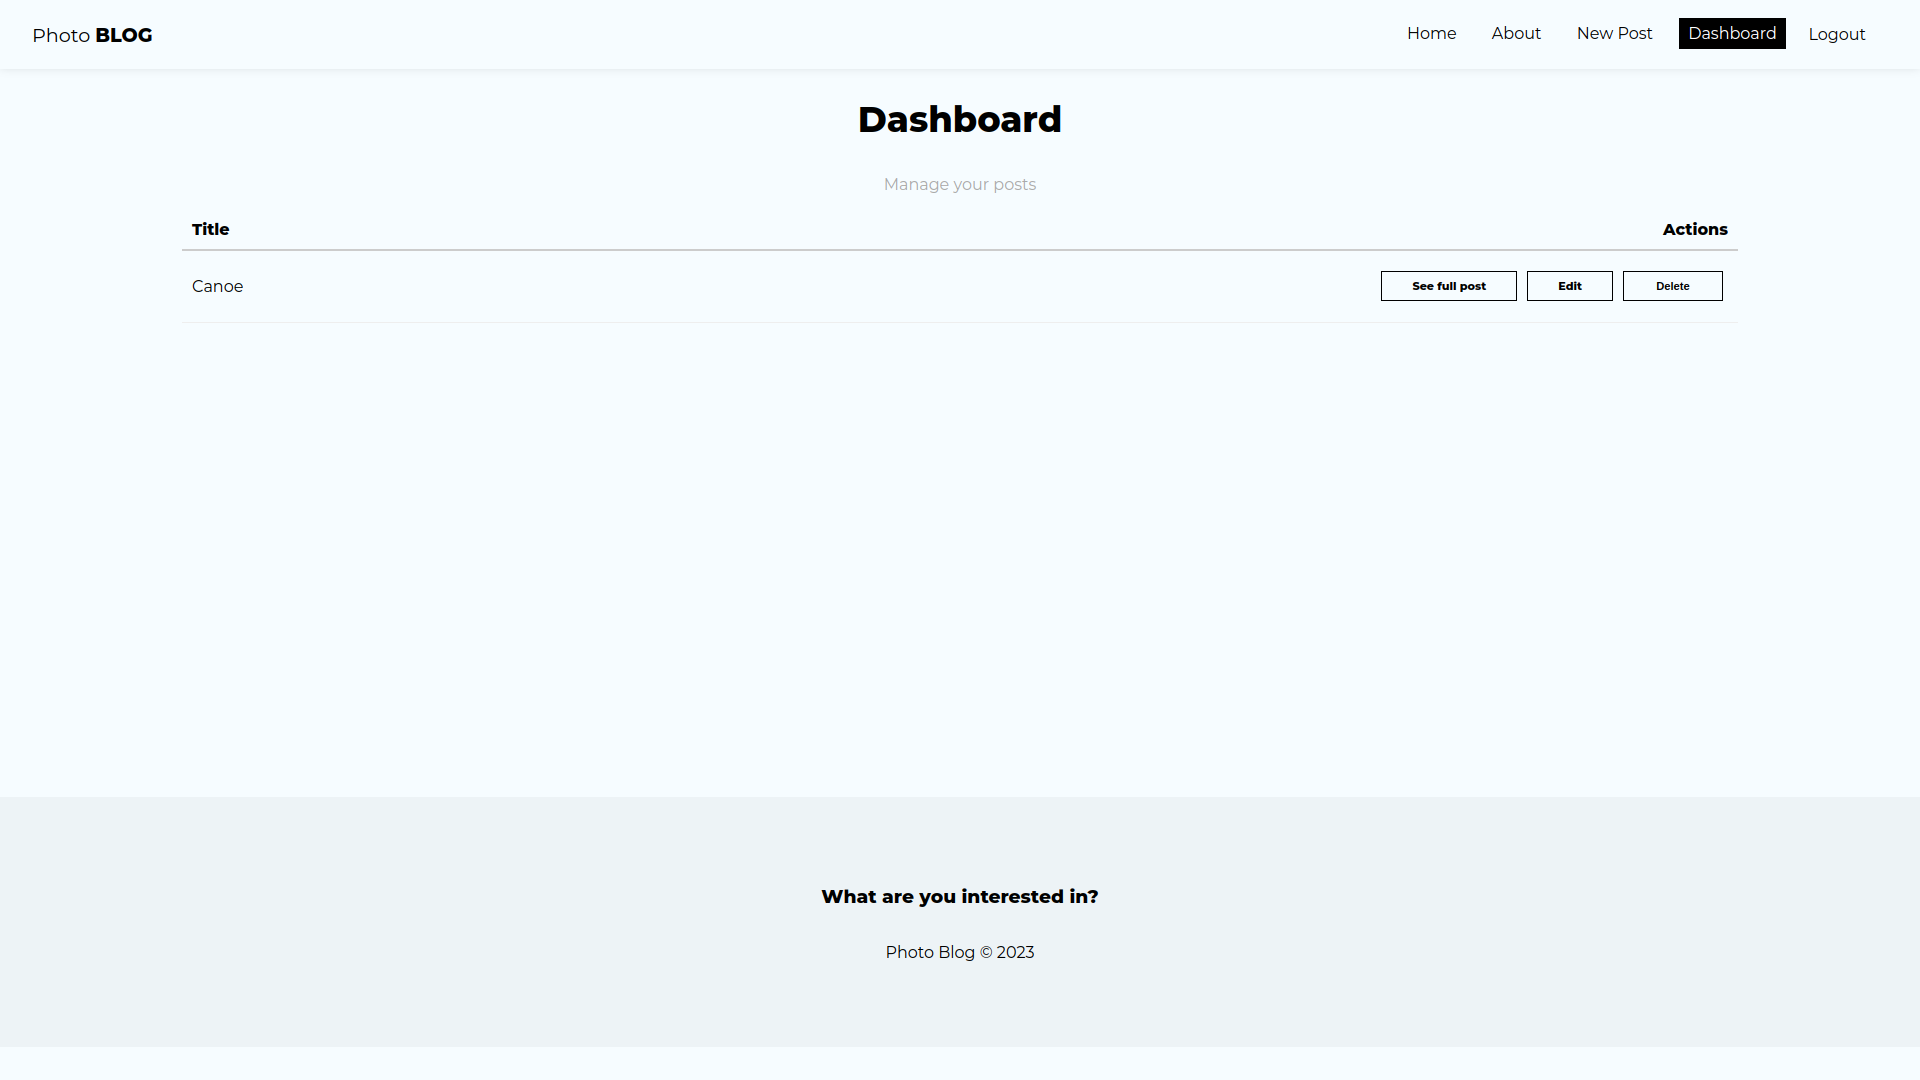 Photo BLOG
Home About New Post Dashboard Logout
Dashboard
Manage your posts
Title Actions
Canoe See full post Edit Delete
What are you interested in?
Photo Blog © 2023